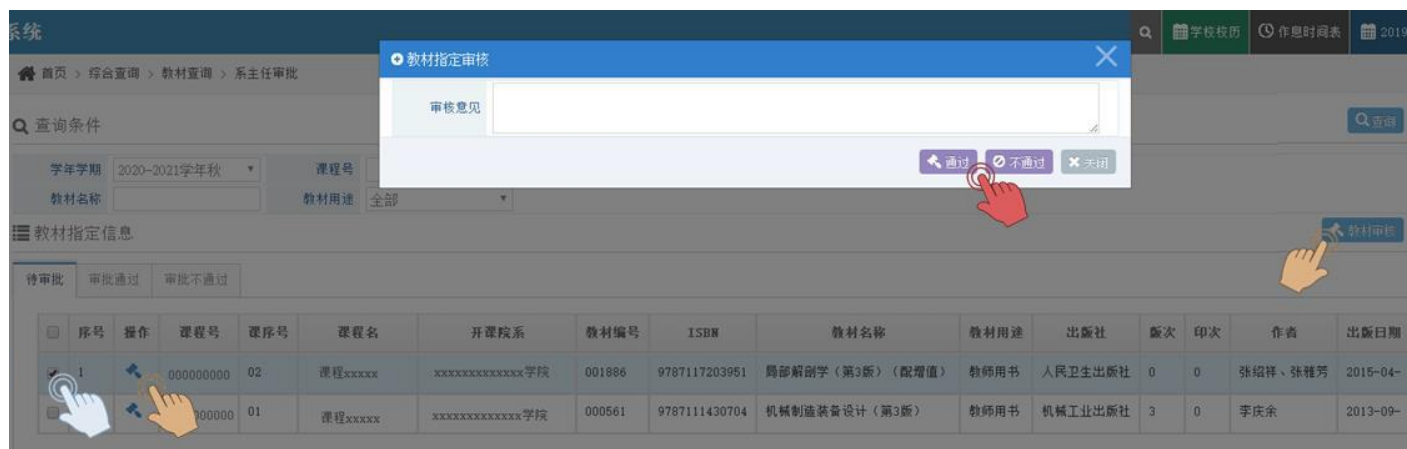 系统
学校校历 作息时间表 2019
首页 > 综合查询 > 教材查询 > 系主任审批
教材指定审核
审核意见
通过 不通过 关闭
查询条件
查询
学年学期 2020-2021学年秋 课程号
教材名称 教材用途 全部
教材指定信息
教材审核
待审批 审批通过 审批不通过
序号 操作 课程号 课序号 课程名 开课院系 教材编号 ISBN 教材名称 教材用途 出版社 版次 印次 作者 出版日期
1 000000000 02 课程xxxxx xxxxxxxxxxxxx学院 001886 9787117203951 局部解剖学（第3版）（配增值） 教师用书 人民卫生出版社 0 0 张绍祥、张雅芳 2015-04-
01 课程xxxxx xxxxxxxxxxxxx学院 000561 9787111430704 机械制造装备设计（第3版） 教师用书 机械工业出版社 3 0 李庆余 2013-09-